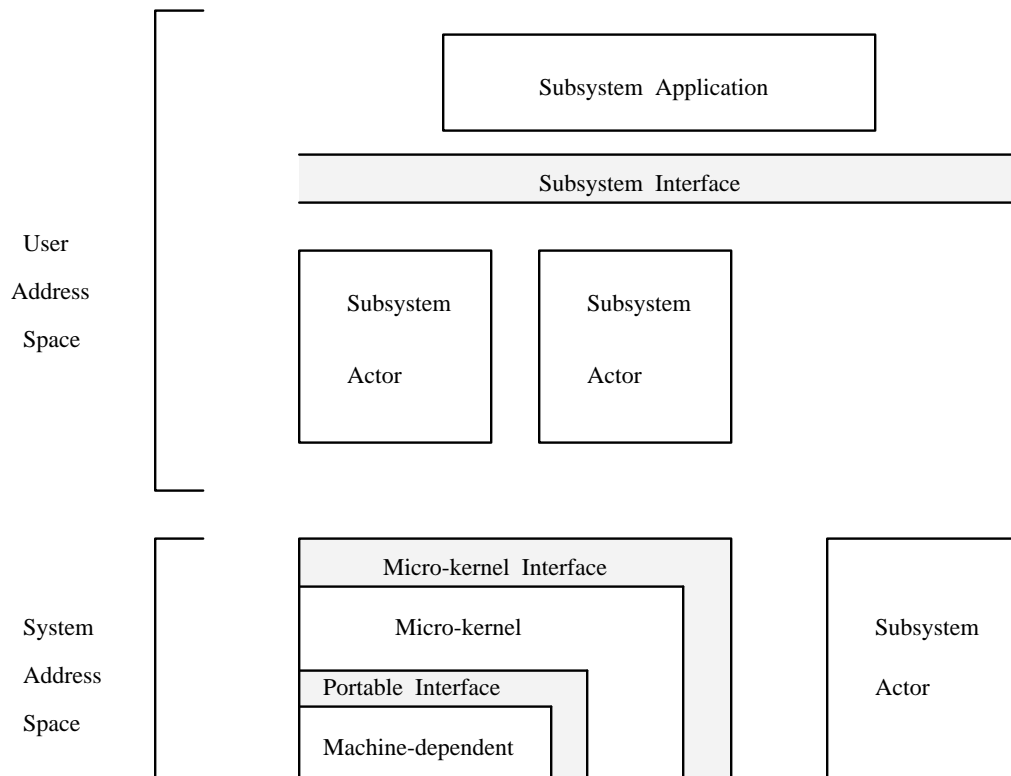 Subsystem Application
Subsystem Interface
User
Address
Space
Subsystem
Actor
Subsystem
Actor
System
Address
Space
Micro-kernel Interface
Micro-kernel
Portable Interface
Machine-dependent
Subsystem
Actor